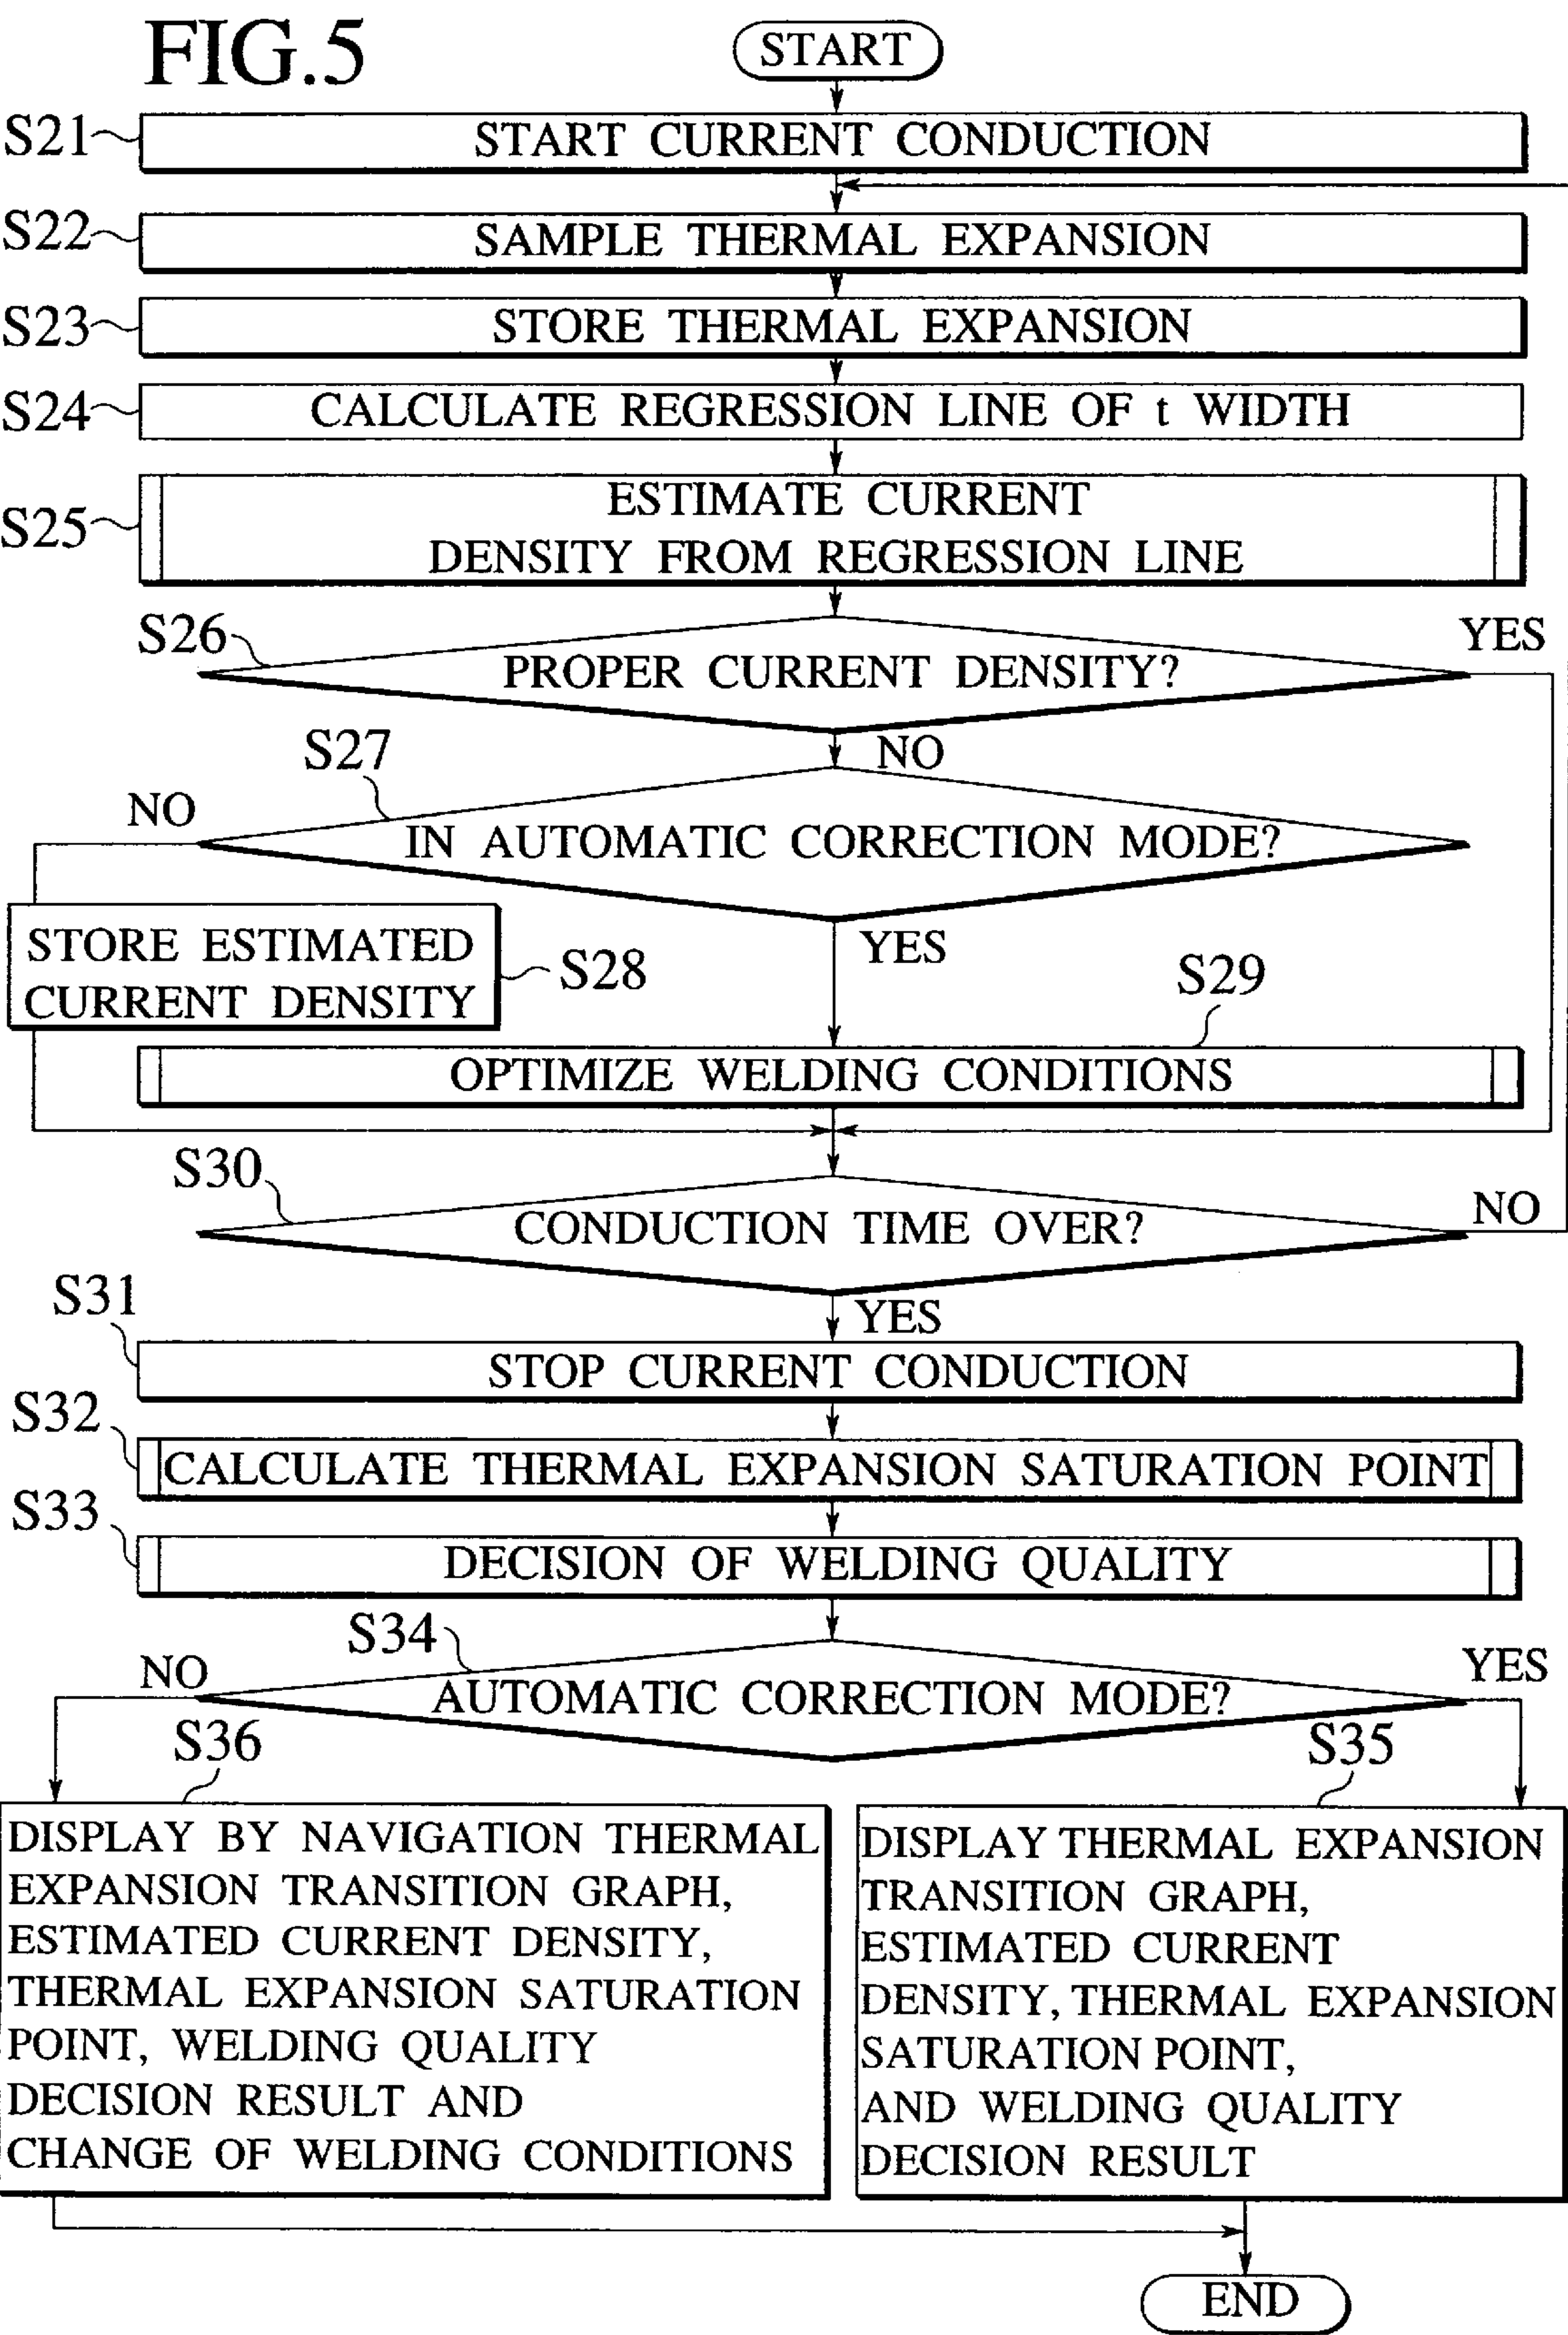 FIG.5
START
S21
START CURRENT CONDUCTION
S22
SAMPLE THERMAL EXPANSION
S23
STORE THERMAL EXPANSION
S24
CALCULATE REGRESSION LINE OF t WIDTH
S25
ESTIMATE CURRENT
DENSITY FROM REGRESSION LINE
S26
PROPER CURRENT DENSITY?
YES
NO
S27
IN AUTOMATIC CORRECTION MODE?
NO
YES
STORE ESTIMATED
CURRENT DENSITY
S28
S29
OPTIMIZE WELDING CONDITIONS
S30
CONDUCTION TIME OVER?
NO
YES
S31
STOP CURRENT CONDUCTION
S32
CALCULATE THERMAL EXPANSION SATURATION POINT
S33
DECISION OF WELDING QUALITY
S34
AUTOMATIC CORRECTION MODE?
NO
YES
S36
DISPLAY BY NAVIGATION THERMAL
EXPANSION TRANSITION GRAPH,
ESTIMATED CURRENT DENSITY,
THERMAL EXPANSION SATURATION
POINT, WELDING QUALITY
DECISION RESULT AND
CHANGE OF WELDING CONDITIONS
S35
DISPLAY THERMAL EXPANSION
TRANSITION GRAPH,
ESTIMATED CURRENT
DENSITY, THERMAL EXPANSION
SATURATION POINT,
AND WELDING QUALITY
DECISION RESULT
END